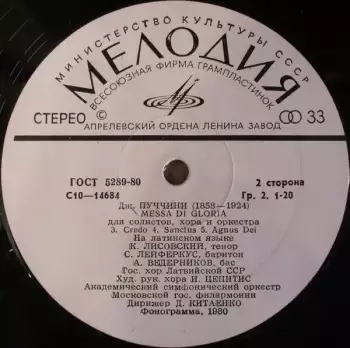 МИНИСТЕРСТВО КУЛЬТУРЫ СССР
МЕЛОДИЯ
ВСЕСОЮЗНАЯ ФИРМА ГРАМПЛАСТИНОК
СТЕРЕО © 33
АПРЕЛЕВСКИЙ ОРДЕНА ЛЕНИНА ЗАВОД
ГОСТ 5289-80 2 сторона
С10—14684 Гр. 2. 1-20
Дж. ПУЧЧИНИ (1858—1924)
MESSA DI GLORIA
для солистов, хора и оркестра
3. Credo 4. Sanctus 5. Agnus Dei
На латинском языке
К. ЛИСОВСКИЙ, тенор
С. ЛЕЙФЕРКУС, баритон
А. ВЕДЕРНИКОВ, бас
Гос. хор Латвийской ССР
Худ. рук. хора И. ЦЕПИТИС
Академический симфонический оркестр
Московской гос. филармонии
Дирижер Д. КИТАЕНКО
Фонограмма, 1980